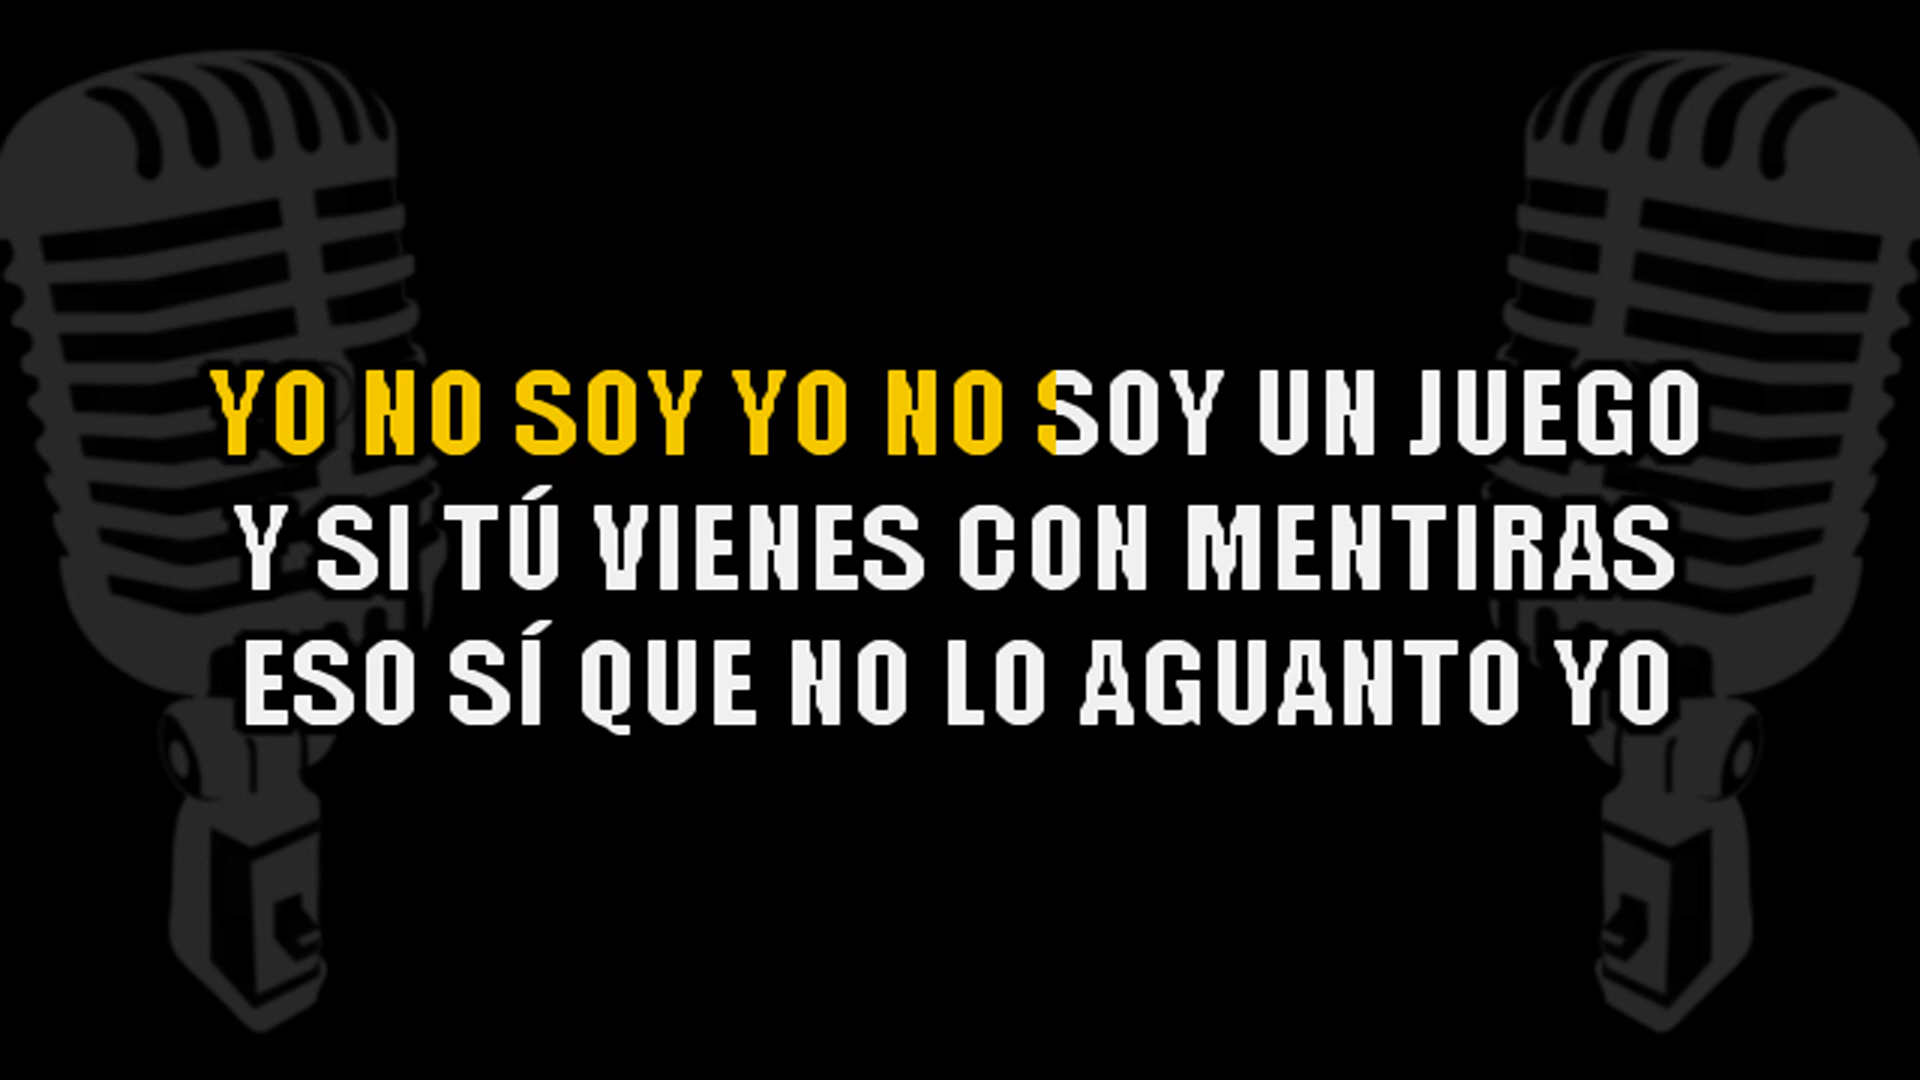 YO NO SOY YO NO SOY UN JUEGO
Y SI TÚ VIENES CON MENTIRAS
ESO SÍ QUE NO LO AGUANTO YO